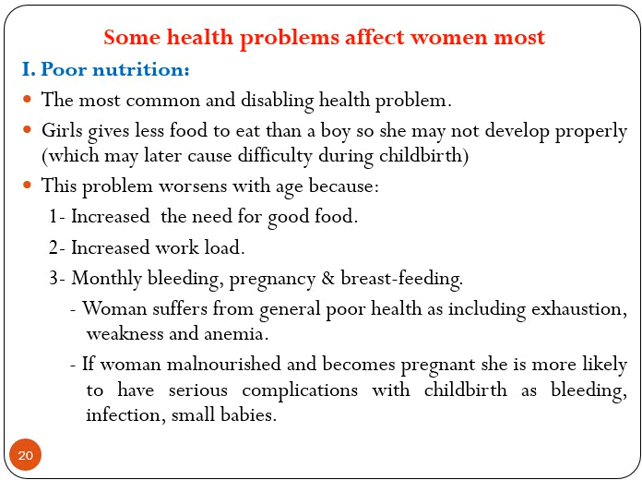 Some health problems affect women most
I. Poor nutrition:
• The most common and disabling health problem.
• Girls gives less food to eat than a boy so she may not develop properly
(which may later cause difficulty during childbirth)
• This problem worsens with age because:
1- Increased the need for good food.
2- Increased work load.
3- Monthly bleeding, pregnancy & breast-feeding.
- Woman suffers from general poor health as including exhaustion,
weakness and anemia.
- If woman malnourished and becomes pregnant she is more likely
to have serious complications with childbirth as bleeding,
infection, small babies.
20